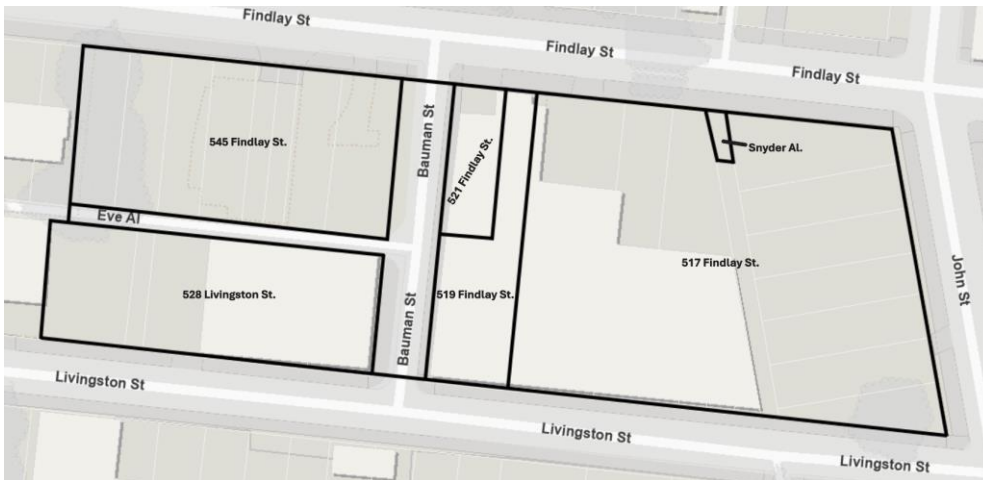 Findlay St
Findlay St
Findlay St
545 Findlay St.
Bauman St
521 Findlay St.
Snyder Al.
Eve Al
517 Findlay St.
John St
528 Livingston St.
519 Findlay St.
Bauman St
Livingston St
Livingston St
Livingston St